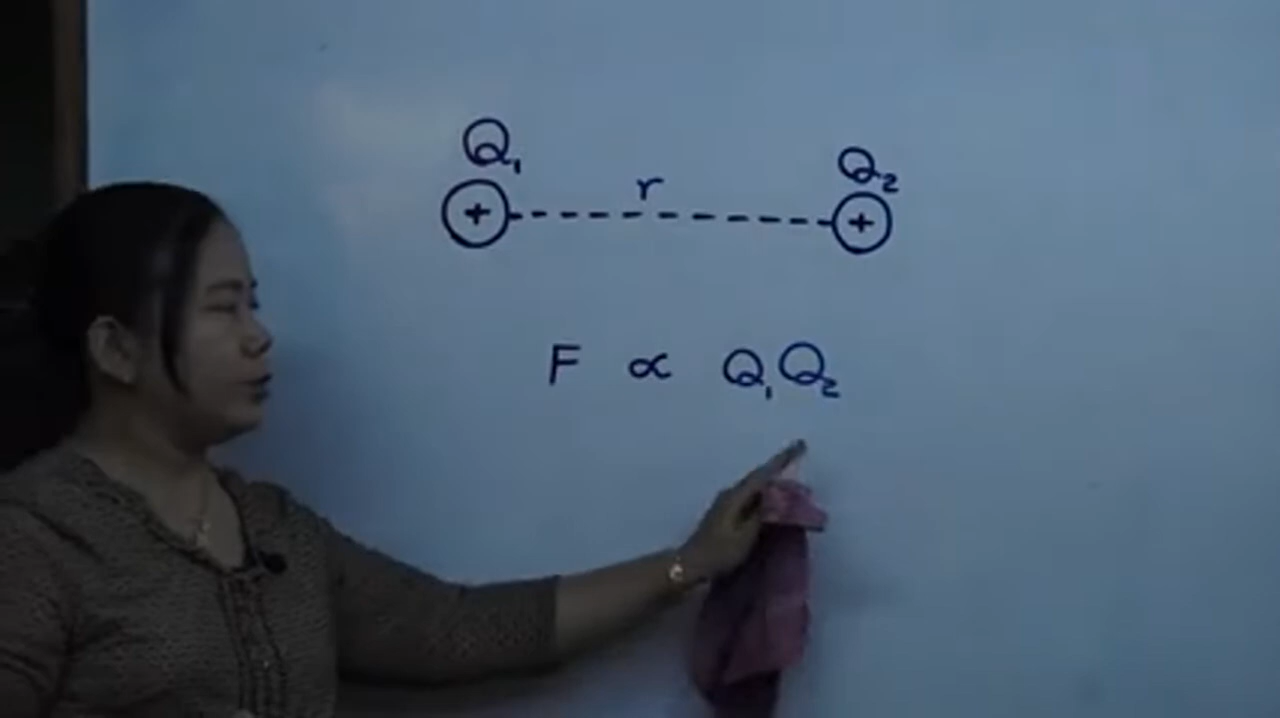 Q₁ Q₂
r
+ +
F ∝ Q₁Q₂